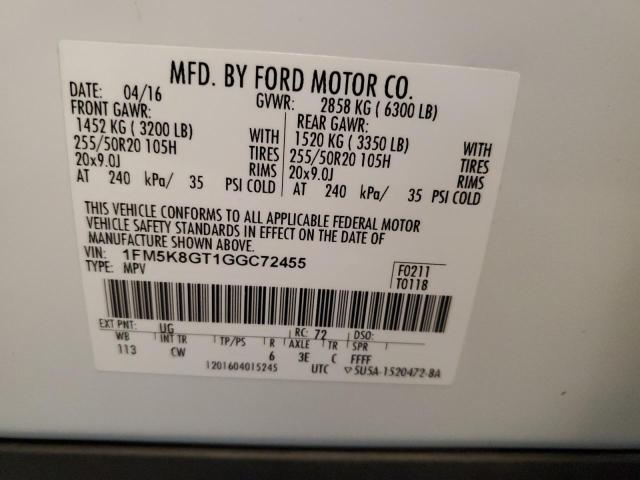 MFD. BY FORD MOTOR CO.
DATE: 04/16 GVWR: 2858 KG ( 6300 LB)
FRONT GAWR: REAR GAWR:
1452 KG ( 3200 LB) WITH 1520 KG ( 3350 LB) WITH
255/50R20 105H TIRES 255/50R20 105H TIRES
20x9.0J RIMS 20x9.0J RIMS
AT 240 kPa/ 35 PSI COLD AT 240 kPa/ 35 PSI COLD
THIS VEHICLE CONFORMS TO ALL APPLICABLE FEDERAL MOTOR
VEHICLE SAFETY STANDARDS IN EFFECT ON THE DATE OF
MANUFACTURE SHOWN ABOVE.
VIN: 1FM5K8GT1GGC72455 F0211
TYPE: MPV T0118
EXT PNT: UG RC: 72 DSO:
WB INT TR TP/PS R AXLE TR SPR
113 CW 6 3E C FFFF
1201604015245 UTC ▽5U5A-1520472-BA